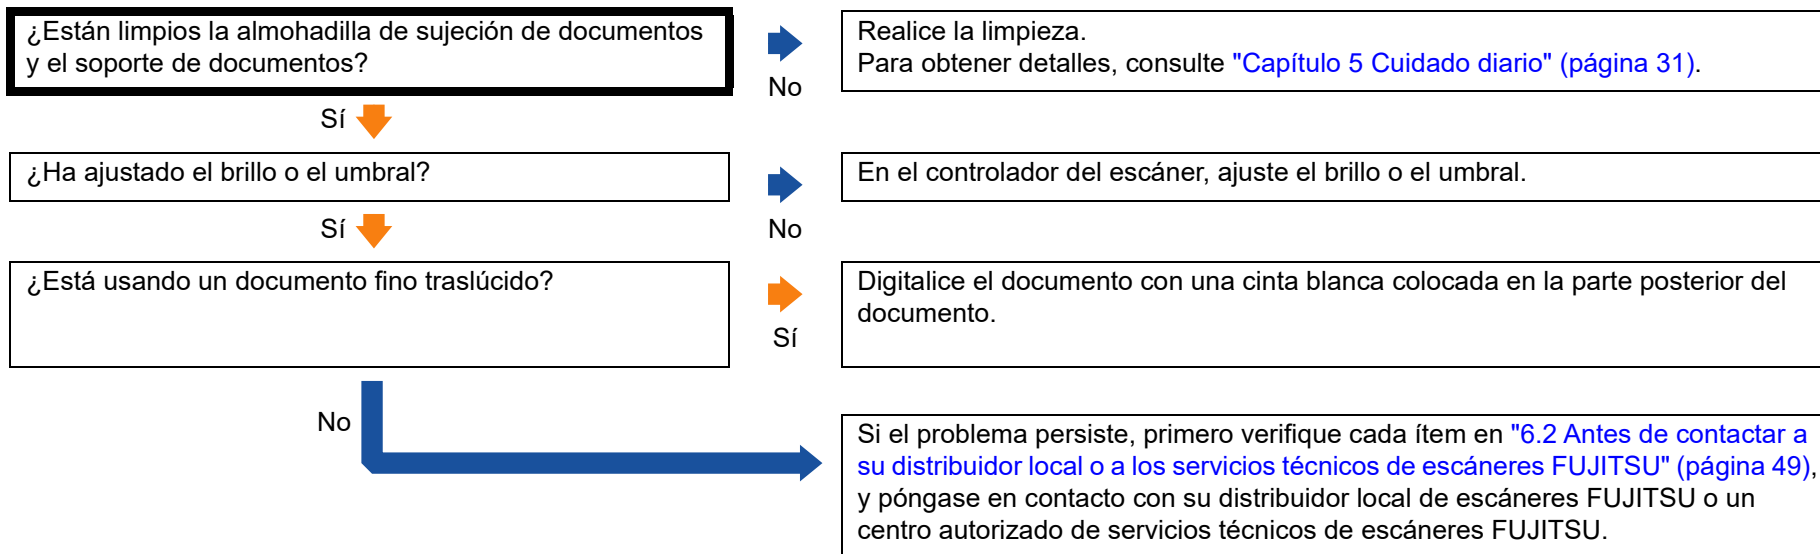 ¿Están limpios la almohadilla de sujeción de documentos
y el soporte de documentos?
No
Realice la limpieza.
Para obtener detalles, consulte "Capítulo 5 Cuidado diario" (página 31).
Sí
¿Ha ajustado el brillo o el umbral?
No
En el controlador del escáner, ajuste el brillo o el umbral.
Sí
¿Está usando un documento fino traslúcido?
Sí
Digitalice el documento con una cinta blanca colocada en la parte posterior del
documento.
No
Si el problema persiste, primero verifique cada ítem en "6.2 Antes de contactar a
su distribuidor local o a los servicios técnicos de escáneres FUJITSU" (página 49),
y póngase en contacto con su distribuidor local de escáneres FUJITSU o un
centro autorizado de servicios técnicos de escáneres FUJITSU.